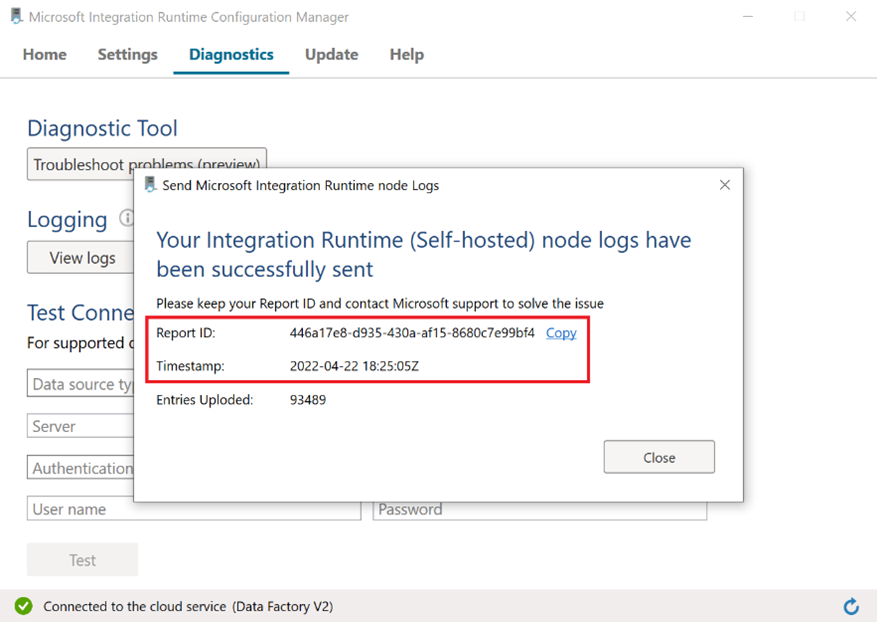 Microsoft Integration Runtime Configuration Manager
Home Settings Diagnostics Update Help
Diagnostic Tool
Troubleshoot problems (preview)
Send Microsoft Integration Runtime node Logs
Logging
Your Integration Runtime (Self-hosted) node logs have
View logs
been successfully sent
Please keep your Report ID and contact Microsoft support to solve the issue
Test Conne
Report ID: 446a17e8-d935-430a-af15-8680c7e99bf4 Copy
For supported
Timestamp: 2022-04-22 18:25:05Z
Data source
Entries Uploded: 93489
Server
Close
Authentication
User name Password
Test
Connected to the cloud service (Data Factory V2)